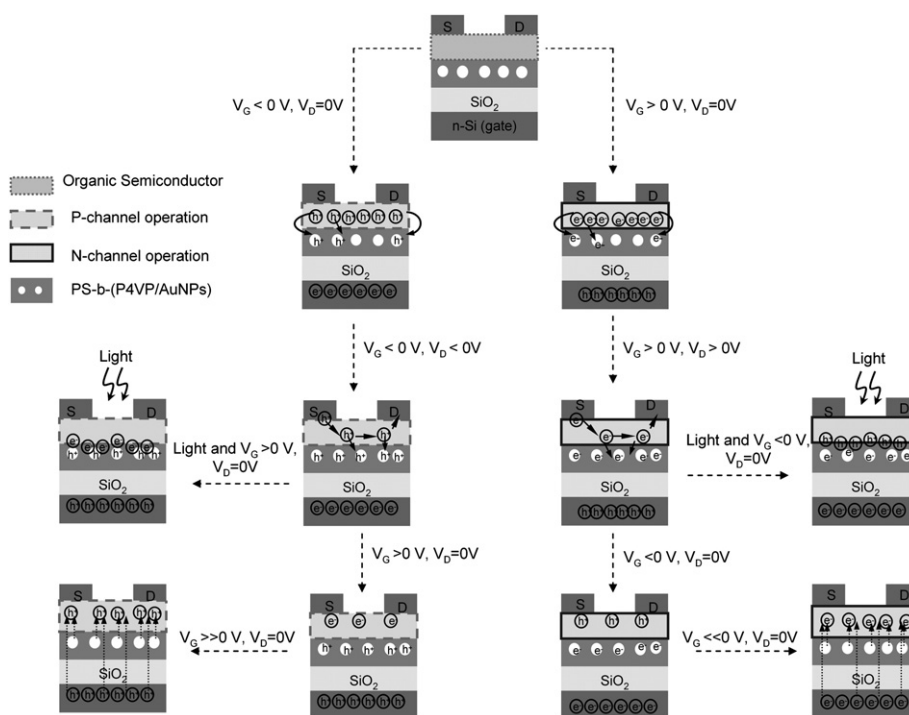 S D
SiO2
n-Si (gate)
VG < 0 V, VD=0V
VG > 0 V, VD=0V
Organic Semiconductor
P-channel operation
N-channel operation
PS-b-(P4VP/AuNPs)
S D
h+ h+ h+ h+ h+ h+
h+ h+ h+
SiO2
e- e- e- e- e- e-
S D
e- e- e- e- e- e-
e- e- e-
SiO2
h+ h+ h+ h+ h+ h+
VG < 0 V, VD < 0V
VG > 0 V, VD > 0V
Light
S D
SiO2
h+ h+ h+ h+ h+ h+
Light and VG >0 V,
VD=0V
S D
h+ h+ h+
h+ h+ h+ h+ h+
SiO2
e- e- e- e- e- e-
S D
e- e- e-
e- e- e- e- e-
SiO2
h+ h+ h+ h+ h+ h+
Light and VG <0 V,
VD=0V
Light
S D
SiO2
e- e- e- e- e- e-
VG >0 V, VD=0V
VG <0 V, VD=0V
S D
h+ h+ h+ h+ h+
SiO2
h+ h+ h+ h+ h+ h+
VG >>0 V, VD=0V
S D
e- e- e-
h+ h+ h+ h+ h+
SiO2
h+ h+ h+ h+ h+ h+
S D
h+ h+ h+
e- e- e- e- e-
SiO2
e- e- e- e- e- e-
VG <<0 V, VD=0V
S D
e- e- e- e- e-
SiO2
e- e- e- e- e- e-